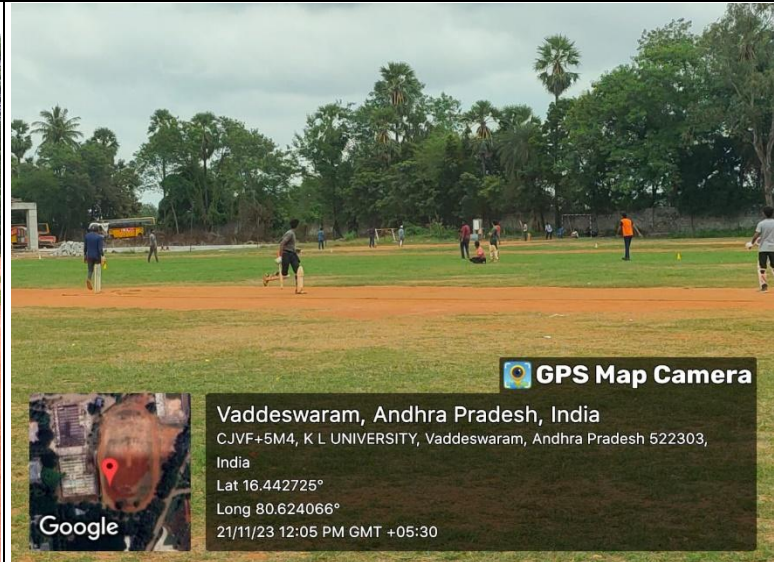 GPS Map Camera
Vaddeswaram, Andhra Pradesh, India
CJVF+5M4, K L UNIVERSITY, Vaddeswaram, Andhra Pradesh 522303,
India
Lat 16.442725°
Long 80.624066°
21/11/23 12:05 PM GMT +05:30
Google